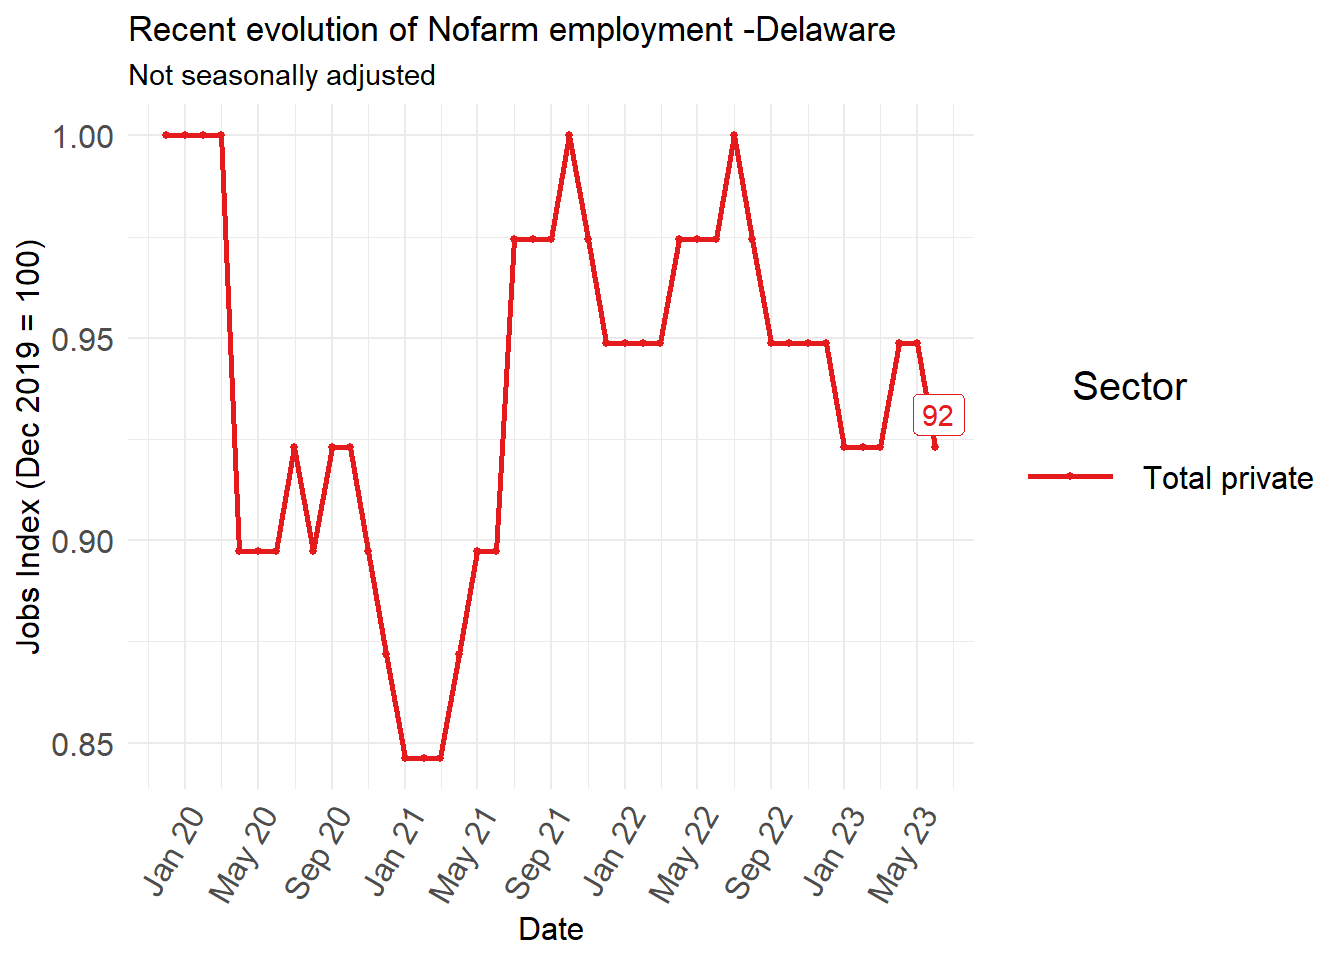 Recent evolution of Nofarm employment -Delaware
Not seasonally adjusted
Jobs Index (Dec 2019 = 100)
1.00
0.95
0.90
0.85
92
Jan 20
May 20
Sep 20
Jan 21
May 21
Sep 21
Jan 22
May 22
Sep 22
Jan 23
May 23
Date
Sector
Total private